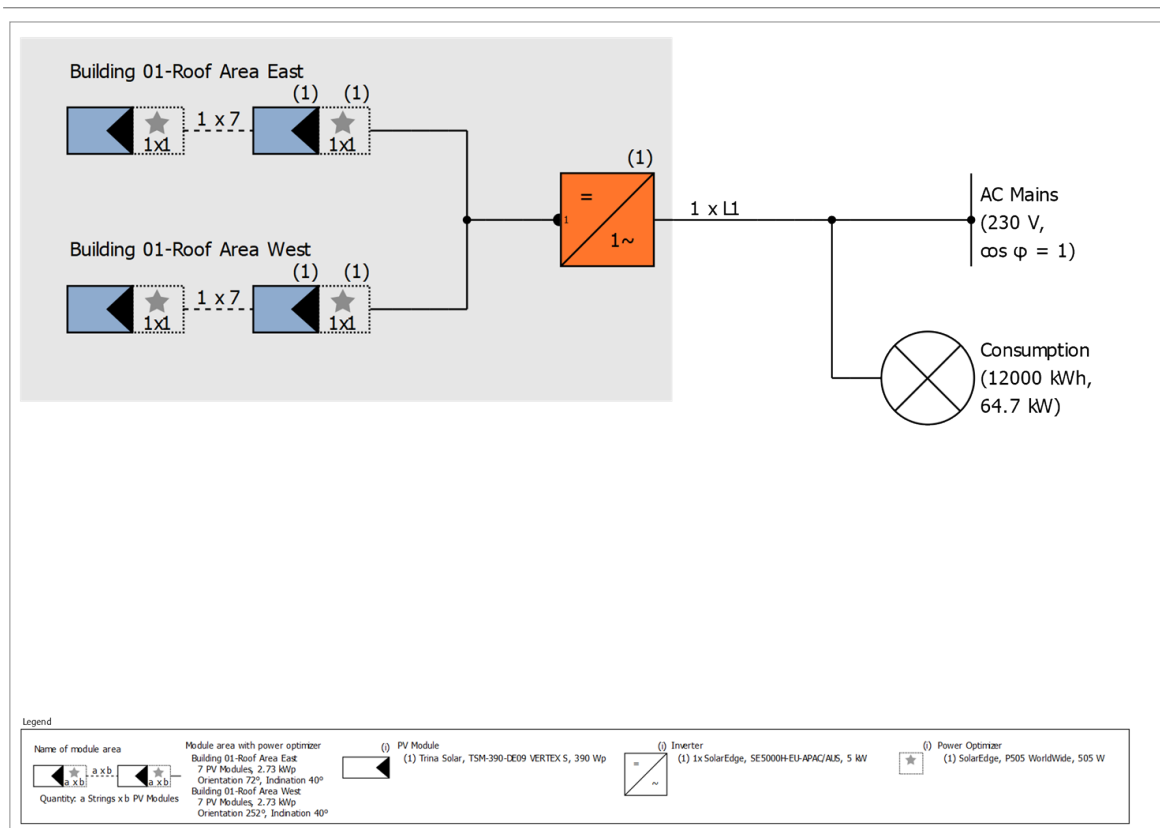 Building 01-Roof Area East
(1) (1)
1 x 7
1x1 1x1
(1)
=
1
1~
1 x L1
AC Mains
(230 V,
cos φ = 1)
Building 01-Roof Area West
(1) (1)
1 x 7
1x1 1x1
Consumption
(12000 kWh,
64.7 kW)
Legend
Name of module area
a x b
a x b a x b
Quantity: a Strings x b PV Modules
Module area with power optimizer
Building 01-Roof Area East
7 PV Modules, 2.73 kWp
Orientation 72°, Inclination 40°
Building 01-Roof Area West
7 PV Modules, 2.73 kWp
Orientation 252°, Inclination 40°
(i) PV Module
(1) Trina Solar, TSM-390-DE09 VERTEX S, 390 Wp
(i) Inverter
=
~
(1) 1x SolarEdge, SE5000H-EU-APAC/AUS, 5 kW
(i) Power Optimizer
(1) SolarEdge, P505 WorldWide, 505 W